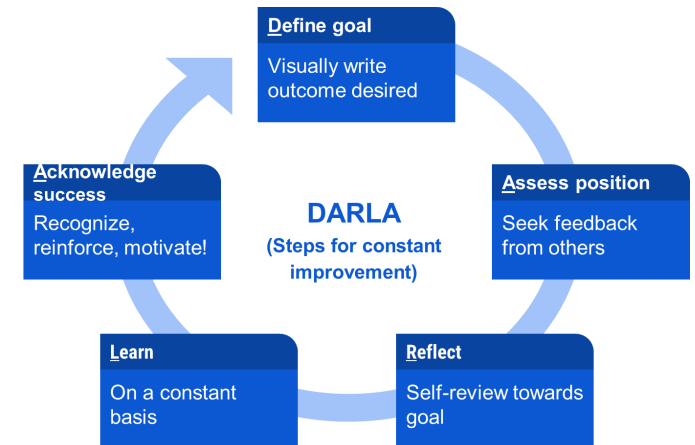 Define goal
Visually write
outcome desired
Assess position
Seek feedback
from others
Reflect
Self-review towards
goal
Learn
On a constant
basis
Acknowledge
success
Recognize,
reinforce, motivate!
DARLA
(Steps for constant
improvement)